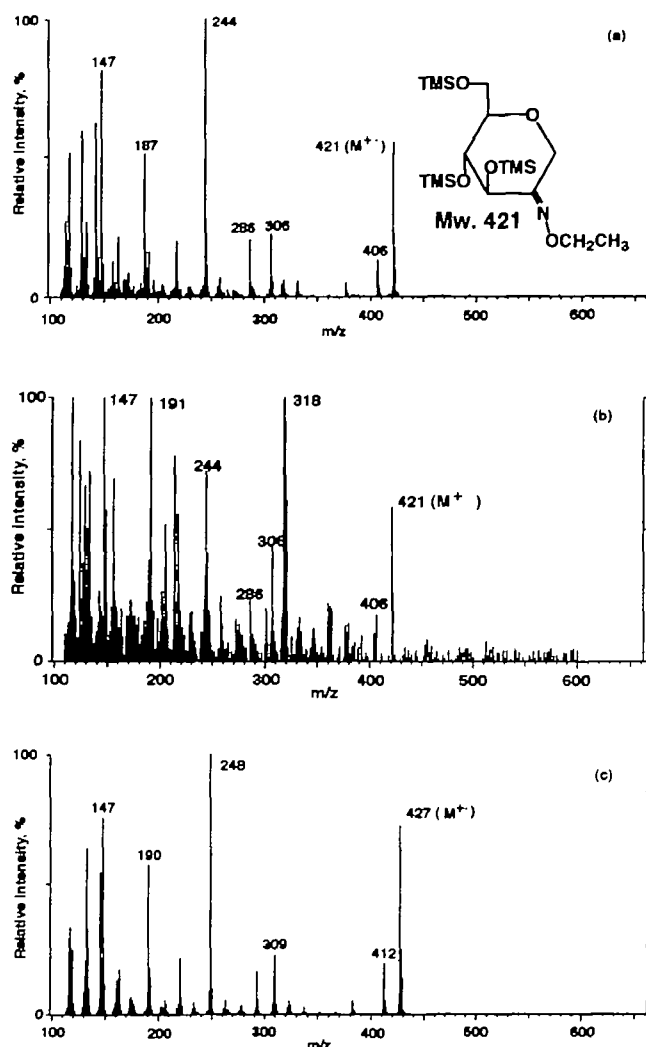 100
244
(a)
147
TMSO
O
421 (M+·)
187
OTMS
TMSO
N
Mw. 421
OCH₂CH₃
286
306
406
Relative Intensity, %
0
100 200 300 400 500 600
m/z
100
147
191
318
(b)
244
421 (M+·)
306
286
406
Relative Intensity, %
0
100 200 300 400 500 600
m/z
100
248
(c)
147
427 (M+·)
190
309
412
Relative Intensity, %
0
100 200 300 400 500 600
m/z